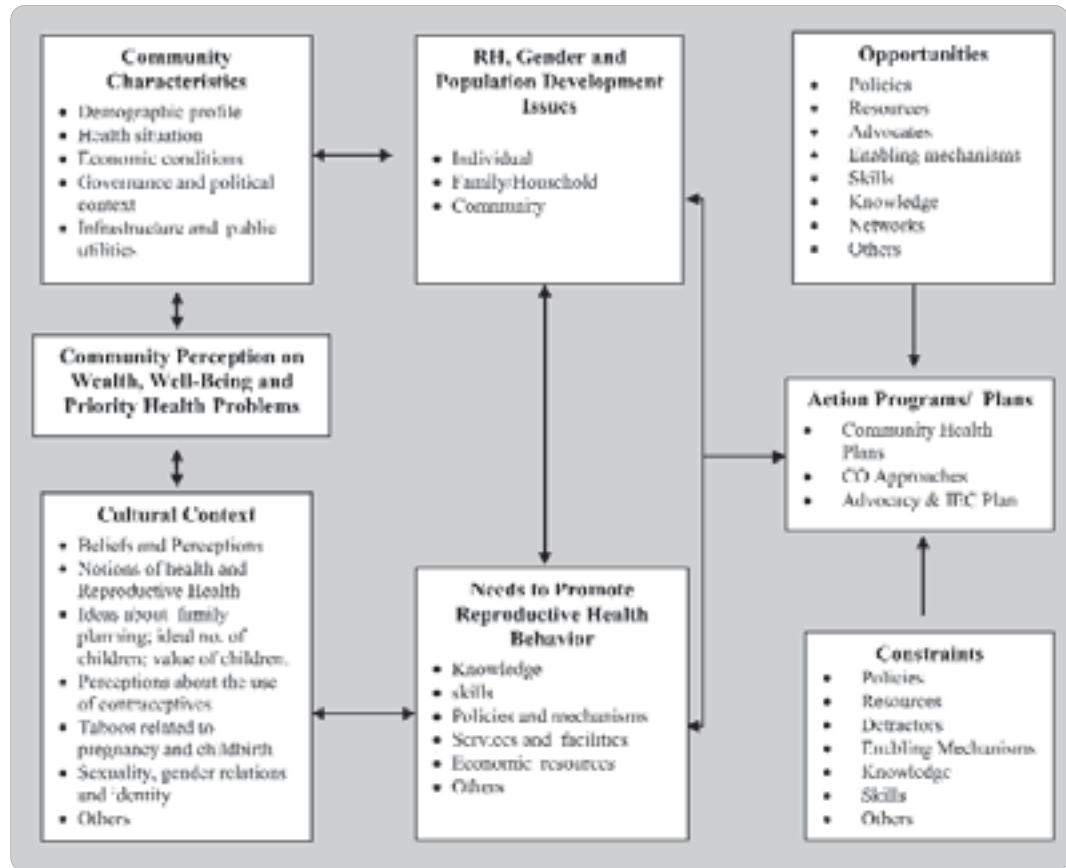 Community
Characteristics
• Demographic profile
• Health situation
• Economic conditions
• Governance and political
context
• Infrastructure and public
utilities
Community Perception on
Wealth, Well-Being and
Priority Health Problems
Cultural Context
• Beliefs and Perceptions
• Notions of health and
Reproductive Health
• Ideas about family
planning; ideal no. of
children; value of children.
• Perceptions about the use
of contraceptives
• Taboos related to
pregnancy and childbirth
• Sexuality, gender relations
and identity
• Others
RH, Gender and
Population Development
Issues
• Individual
• Family/Household
• Community
Needs to Promote
Reproductive Health
Behavior
• Knowledge
• skills
• Policies and mechanisms
• Services and facilities
• Economic resources
• Others
Opportunities
• Policies
• Resources
• Advocates
• Enabling mechanisms
• Skills
• Knowledge
• Networks
• Others
Action Programs/ Plans
• Community Health
Plans
• CO Approaches
• Advocacy & IEC Plan
Constraints
• Policies
• Resources
• Detractors
• Enabling Mechanisms
• Knowledge
• Skills
• Others